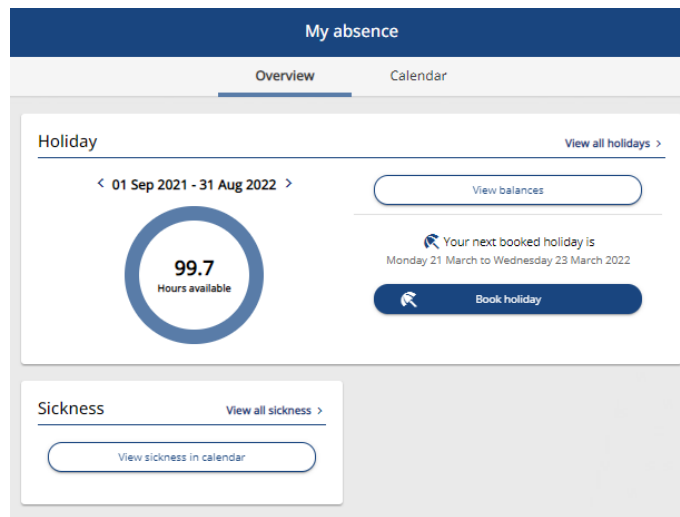 My absence
Overview
Calendar
Holiday
View all holidays >
< 01 Sep 2021 - 31 Aug 2022 >
99.7
Hours available
View balances
Your next booked holiday is
Monday 21 March to Wednesday 23 March 2022
Book holiday
Sickness
View all sickness >
View sickness in calendar